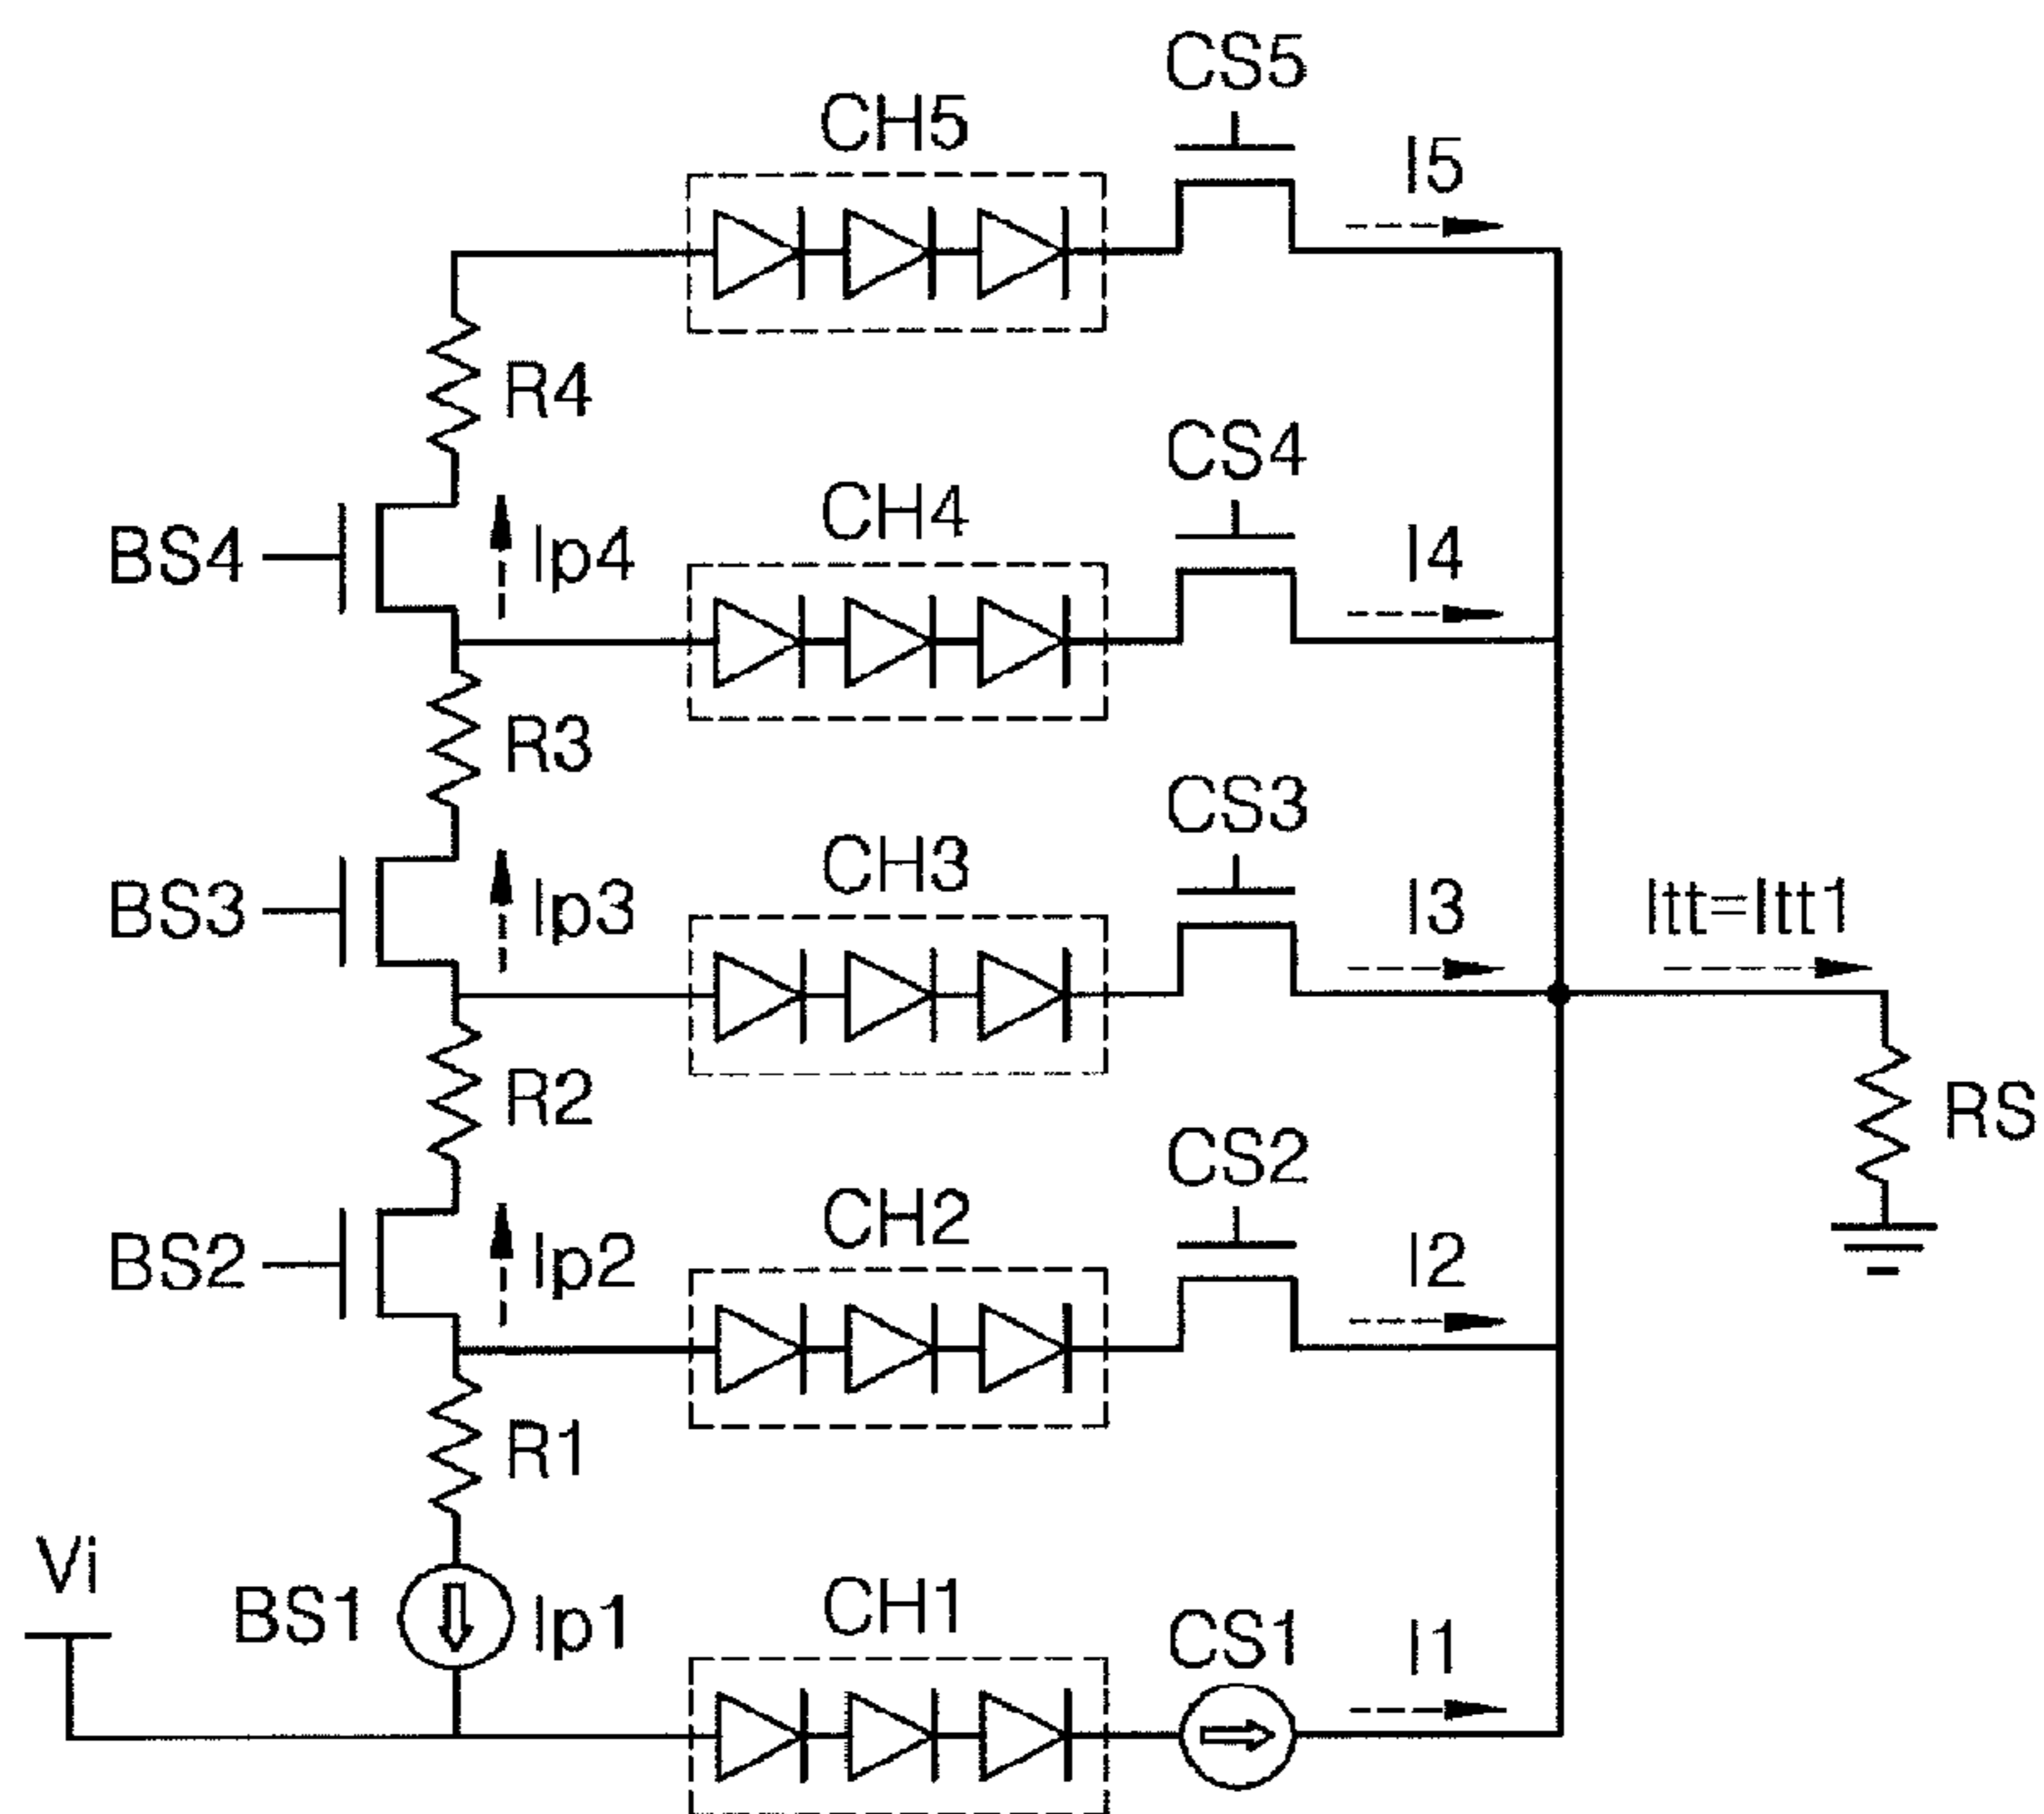 CS5
CH5
I5
R4
CS4
CH4
BS4
Ip4
I4
R3
CS3
CH3
BS3
Ip3
I3
Itt=Itt1
R2
RS
CS2
CH2
BS2
Ip2
I2
R1
Vi
BS1
Ip1
CH1
CS1
I1